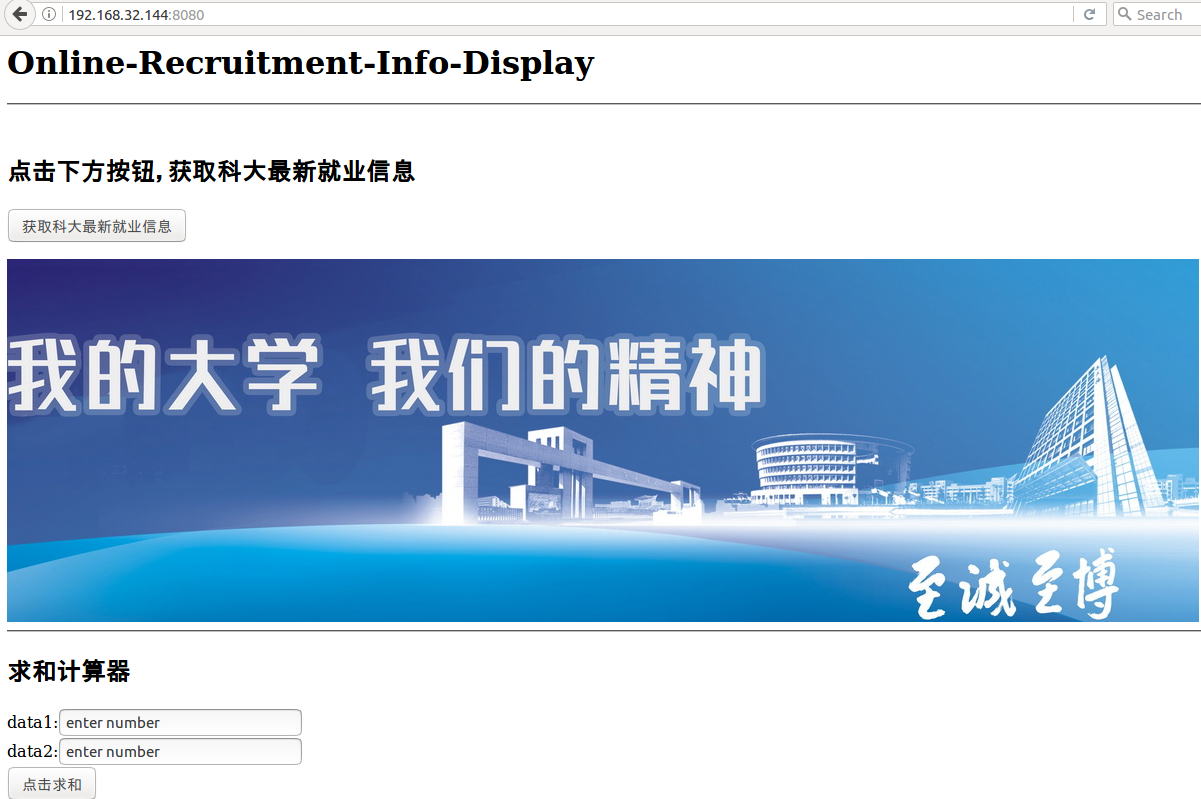 192.168.32.144:8080
Search
Online-Recruitment-Info-Display
点击下方按钮，获取科大最新就业信息
获取科大最新就业信息
我的大学 我们的精神
至诚至博
求和计算器
data1: enter number
data2: enter number
点击求和